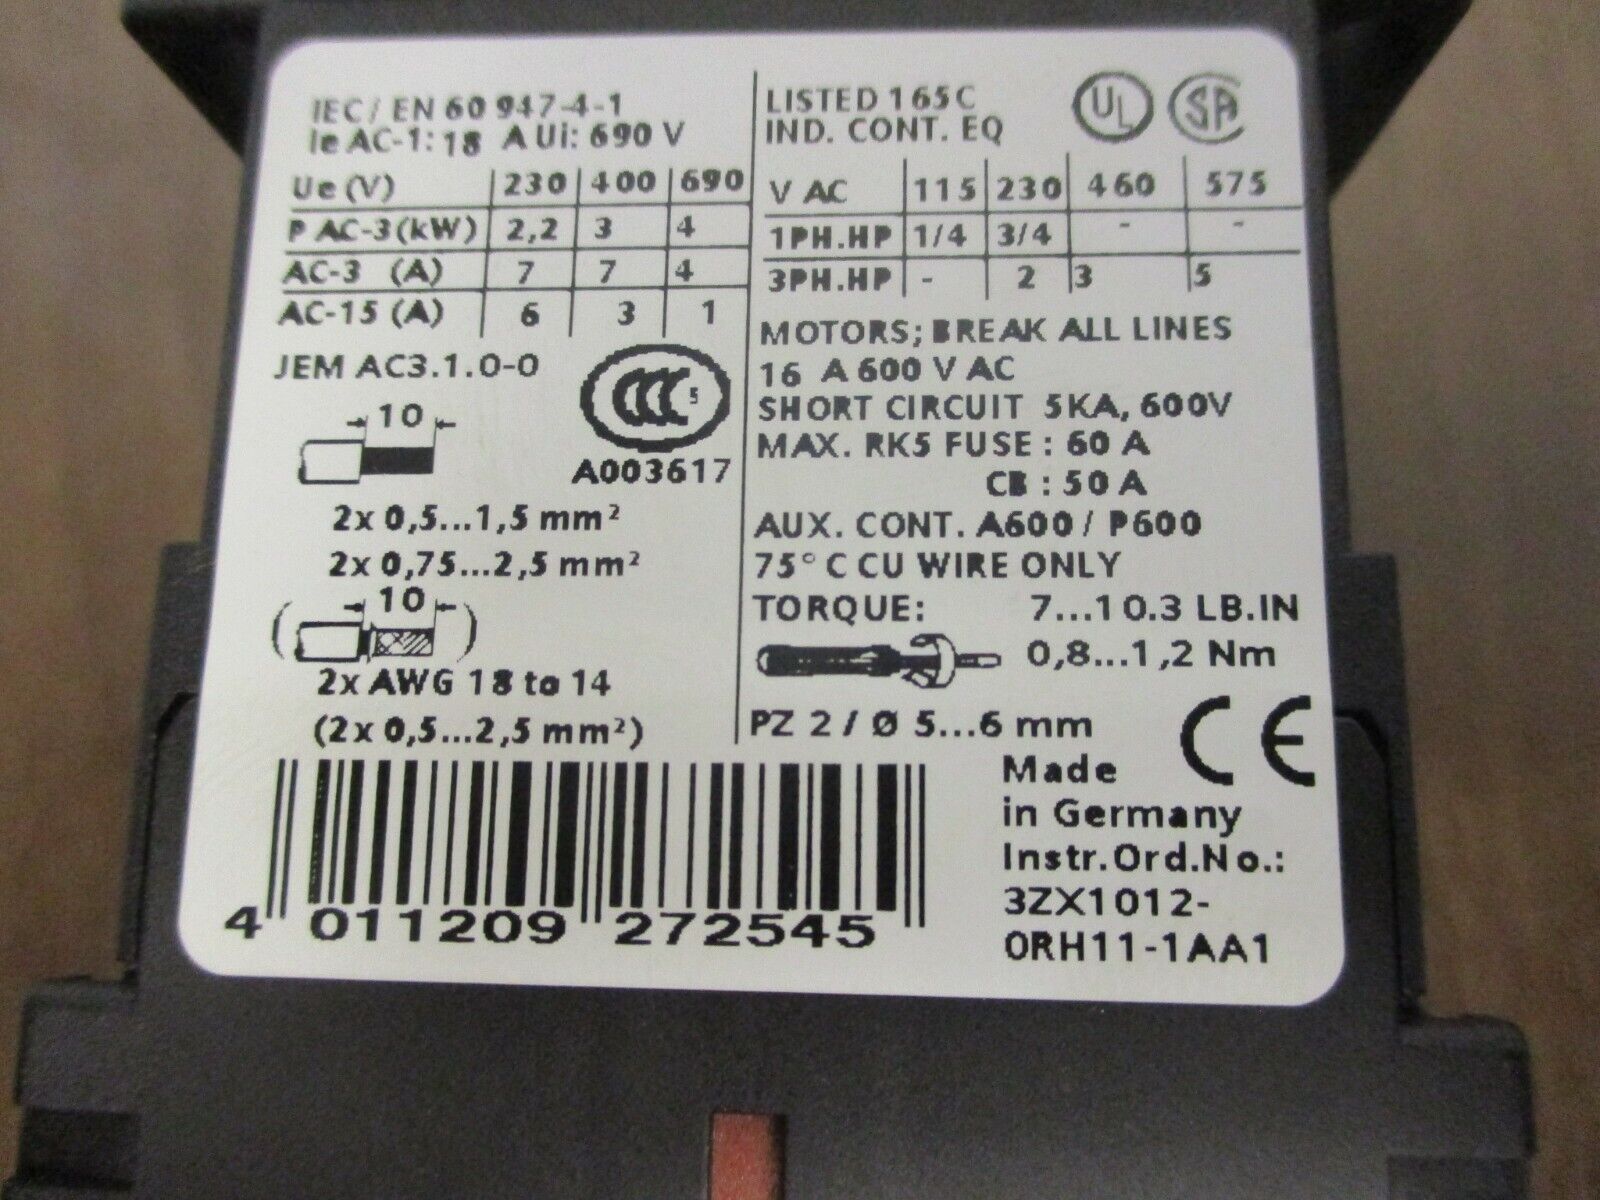 IEC / EN 60 947-4-1
Ie AC-1: 18 A Ui: 690 V
Ue (V) 230 400 690
P AC-3 (kW) 2,2 3 4
AC-3 (A) 7 7 4
AC-15 (A) 6 3 1
JEM AC3.1.0-0
CCC 5
A003617
10
2x 0,5...1,5 mm²
2x 0,75...2,5 mm²
10
2x AWG 18 to 14
(2x 0,5...2,5 mm²)
LISTED 165C
IND. CONT. EQ
UL SA
V AC 115 230 460 575
1PH.HP 1/4 3/4 - -
3PH.HP - 2 3 5
MOTORS; BREAK ALL LINES
16 A 600 V AC
SHORT CIRCUIT 5KA, 600V
MAX. RK5 FUSE : 60 A
CB : 50 A
AUX. CONT. A600 / P600
75° C CU WIRE ONLY
TORQUE: 7...10.3 LB.IN
0,8...1,2 Nm
PZ 2 / Ø 5...6 mm
CE
Made
in Germany
Instr.Ord.No.:
3ZX1012-
0RH11-1AA1
4 011209 272545